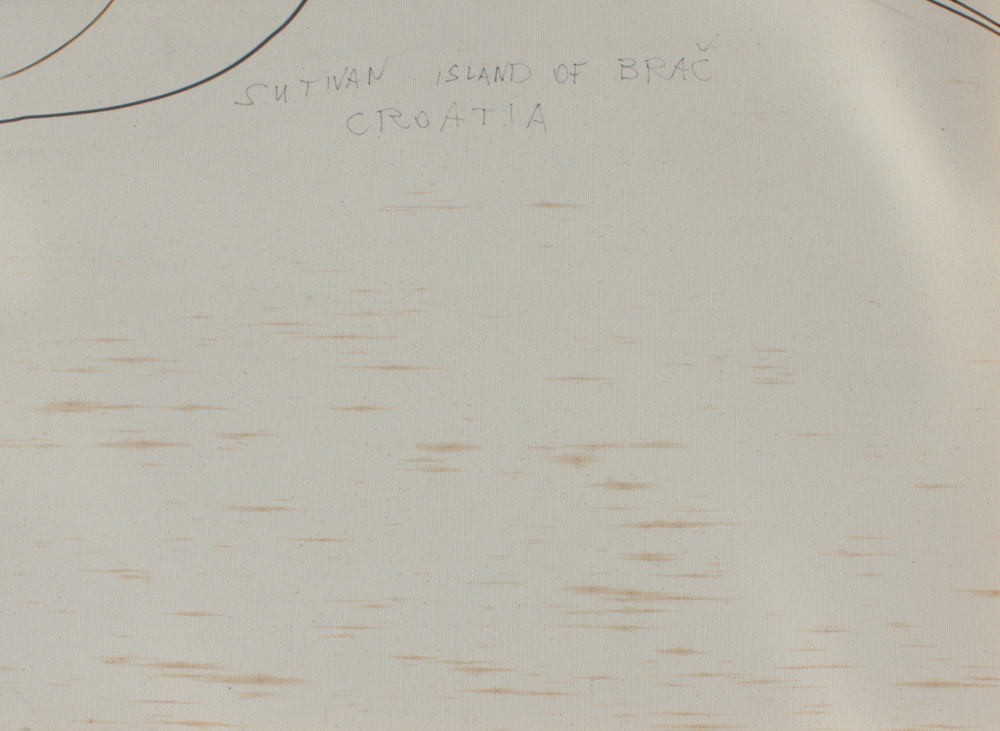 SUTIVAN ISLAND OF BRAČ
CROATIA